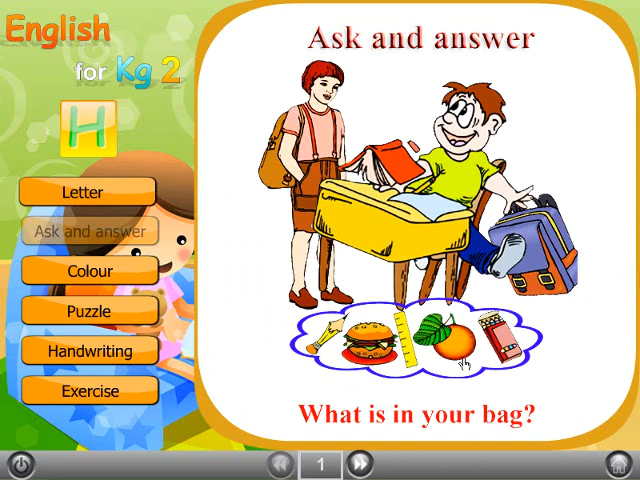 English
for Kg 2
H
Letter
Ask and answer
Colour
Puzzle
Handwriting
Exercise
Ask and answer
What is in your bag?
1